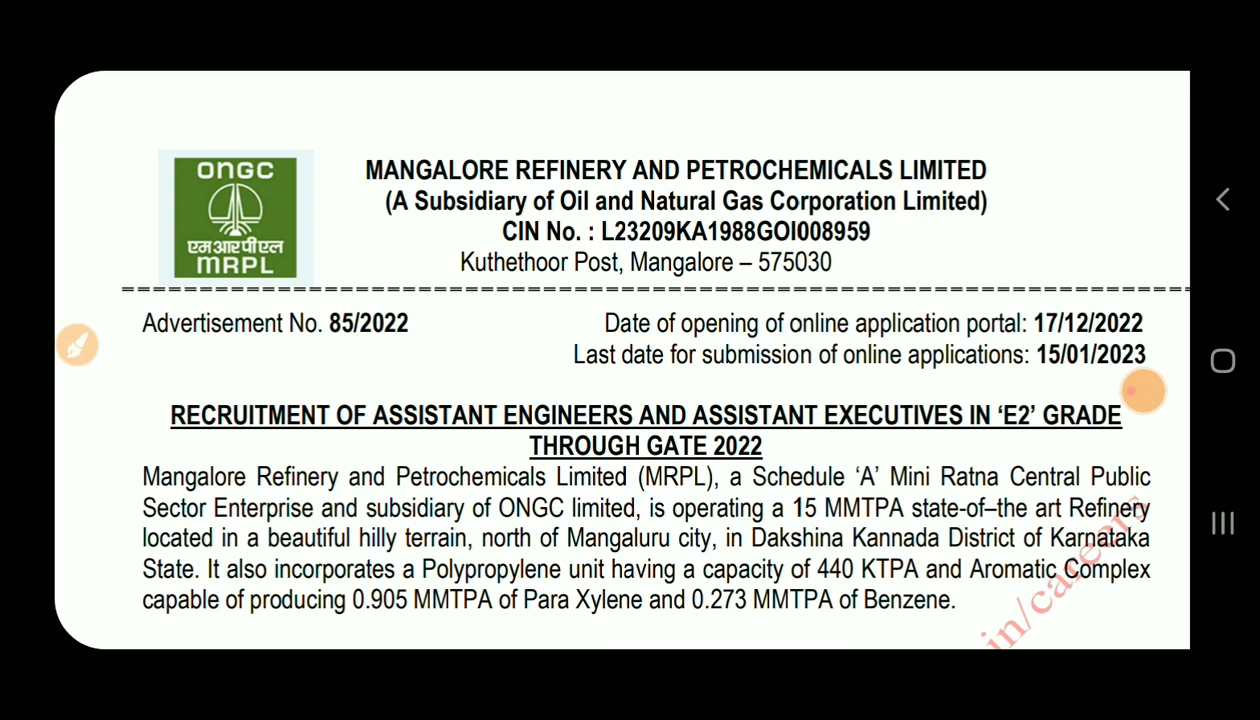 ONGC
एमआरपीएल
MRPL
MANGALORE REFINERY AND PETROCHEMICALS LIMITED
(A Subsidiary of Oil and Natural Gas Corporation Limited)
CIN No. : L23209KA1988GOI008959
Kuthethoor Post, Mangalore – 575030
Advertisement No. 85/2022
Date of opening of online application portal: 17/12/2022
Last date for submission of online applications: 15/01/2023
RECRUITMENT OF ASSISTANT ENGINEERS AND ASSISTANT EXECUTIVES IN ‘E2’ GRADE
THROUGH GATE 2022
Mangalore Refinery and Petrochemicals Limited (MRPL), a Schedule ‘A’ Mini Ratna Central Public
Sector Enterprise and subsidiary of ONGC limited, is operating a 15 MMTPA state-of–the art Refinery
located in a beautiful hilly terrain, north of Mangaluru city, in Dakshina Kannada District of Karnataka
State. It also incorporates a Polypropylene unit having a capacity of 440 KTPA and Aromatic Complex
capable of producing 0.905 MMTPA of Para Xylene and 0.273 MMTPA of Benzene.
in/careers